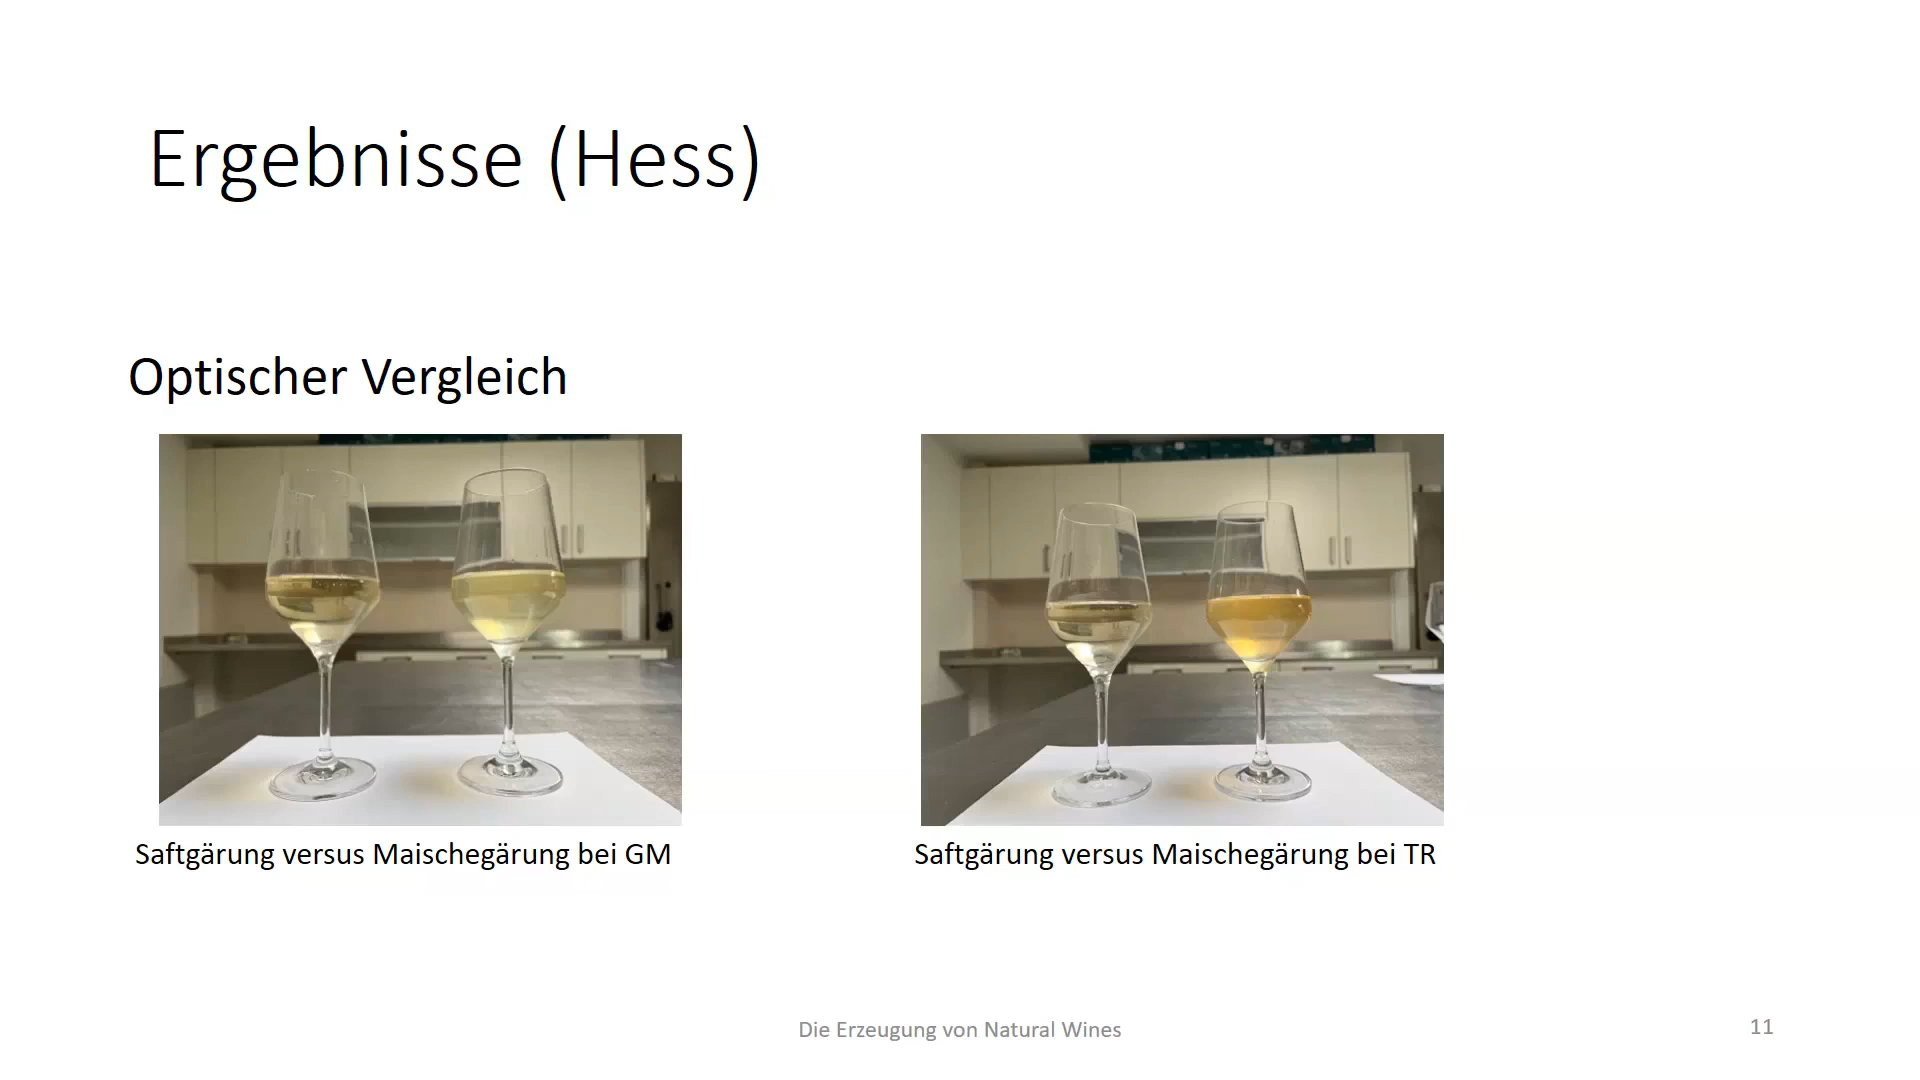 Ergebnisse (Hess)
Optischer Vergleich
Saftgärung versus Maischegärung bei GM
Saftgärung versus Maischegärung bei TR
Die Erzeugung von Natural Wines
11